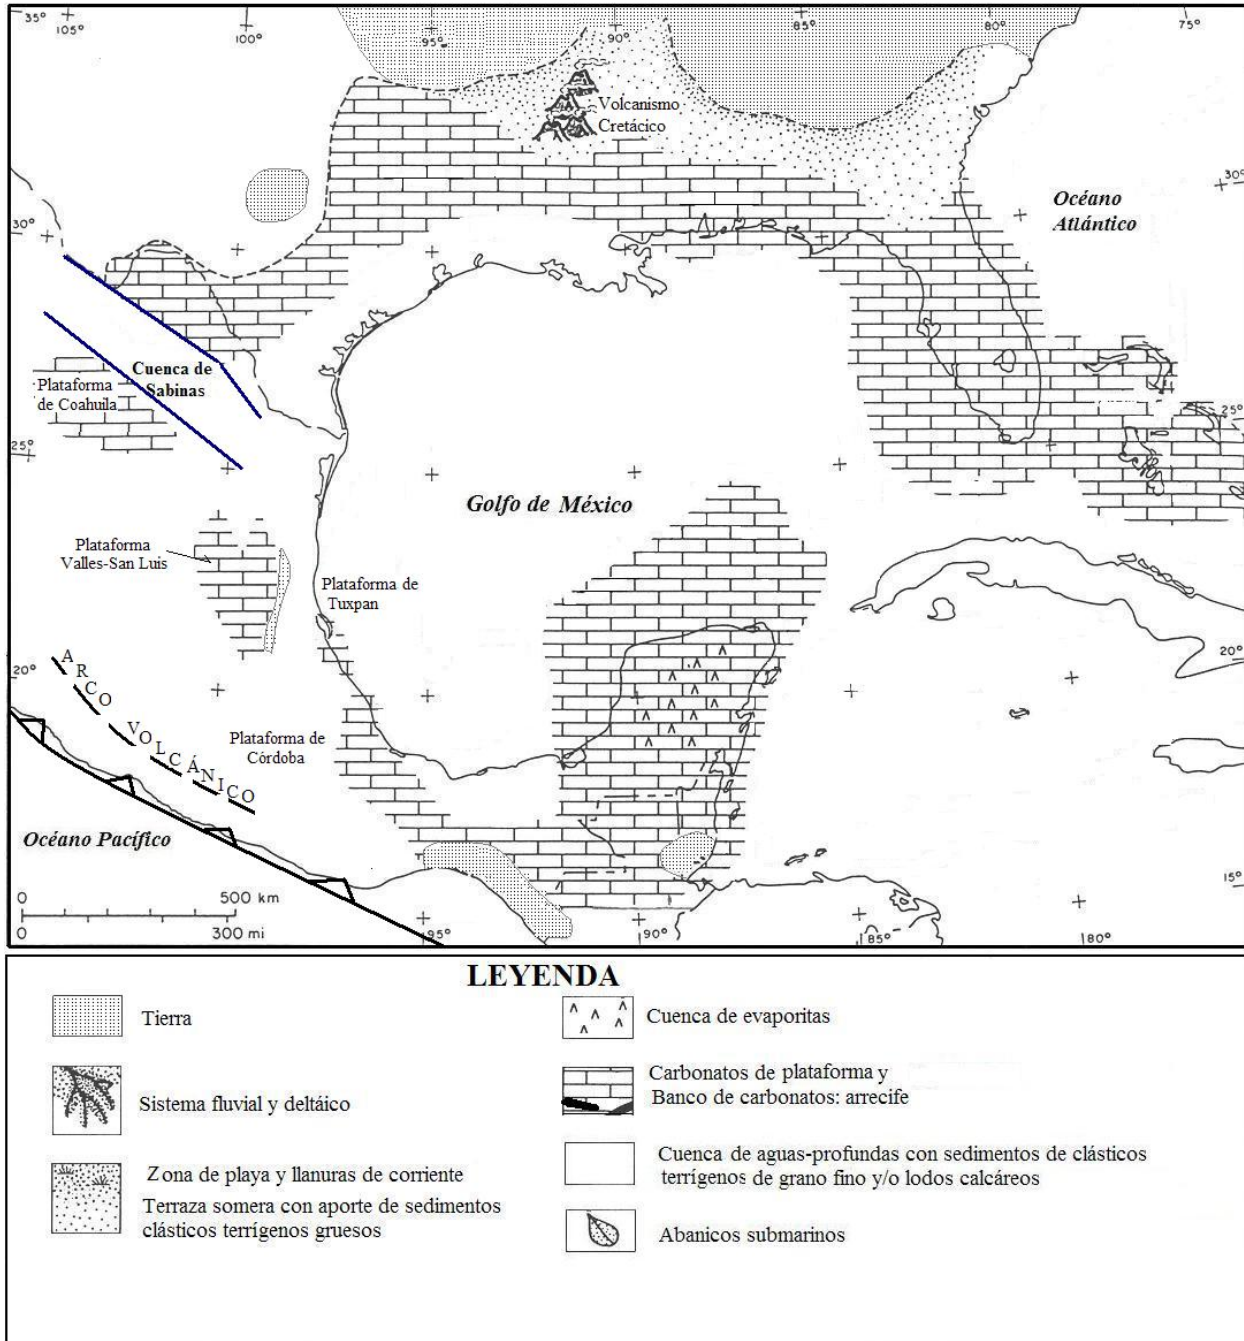 35°
105°
100°
95°
90°
85°
80°
75°
Volcanismo
Cretácico
30°
Océano
Atlántico
30°
Cuenca de
Sabinas
Plataforma
de Coahuila
25°
25°
Golfo de México
Plataforma
Valles-San Luis
Plataforma de
Tuxpan
20°
20°
ARCO VOLCÁNICO
Plataforma de
Córdoba
Océano Pacífico
15°
0 500 km
0 300 mi
95°
90°
85°
80°
LEYENDA
Tierra
Sistema fluvial y deltáico
Zona de playa y llanuras de corriente
Terraza somera con aporte de sedimentos
clásticos terrígenos gruesos
Cuenca de evaporitas
Carbonatos de plataforma y
Banco de carbonatos: arrecife
Cuenca de aguas-profundas con sedimentos de clásticos
terrígenos de grano fino y/o lodos calcáreos
Abanicos submarinos